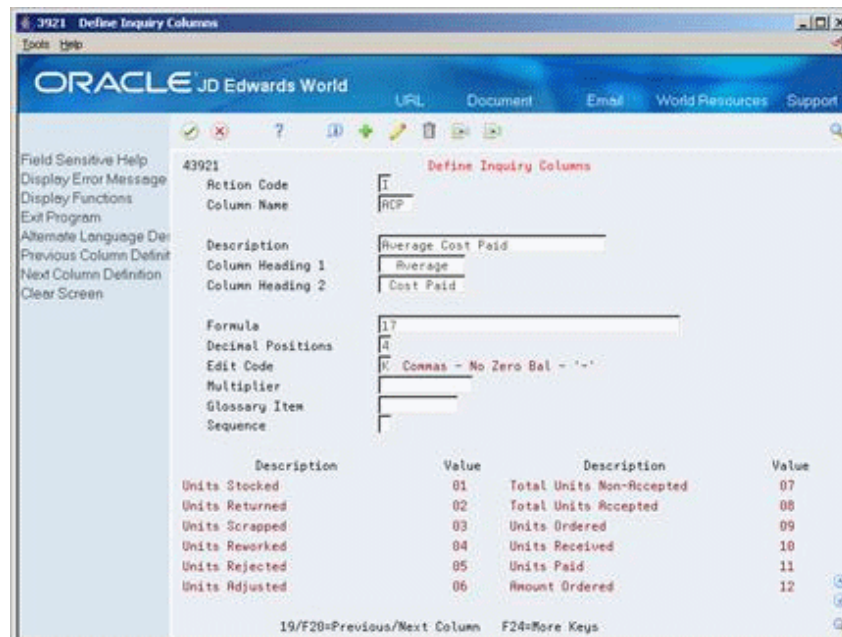 3921 Define Inquiry Columns
Tools Help
ORACLE JD Edwards World
URL Document Email World Resources Support
Field Sensitive Help
Display Error Message
Display Functions
Exit Program
Alternate Language Des
Previous Column Definit
Next Column Definition
Clear Screen
43921 Define Inquiry Columns
Action Code I
Column Name ACP
Description Average Cost Paid
Column Heading 1 Average
Column Heading 2 Cost Paid
Formula 17
Decimal Positions 4
Edit Code K Commas - No Zero Bal - '-'
Multiplier
Glossary Item
Sequence
Description Value Description Value
Units Stocked 01 Total Units Non-Accepted 07
Units Returned 02 Total Units Accepted 08
Units Scrapped 03 Units Ordered 09
Units Reworked 04 Units Received 10
Units Rejected 05 Units Paid 11
Units Adjusted 06 Amount Ordered 12
19/F20=Previous/Next Column F24=More Keys